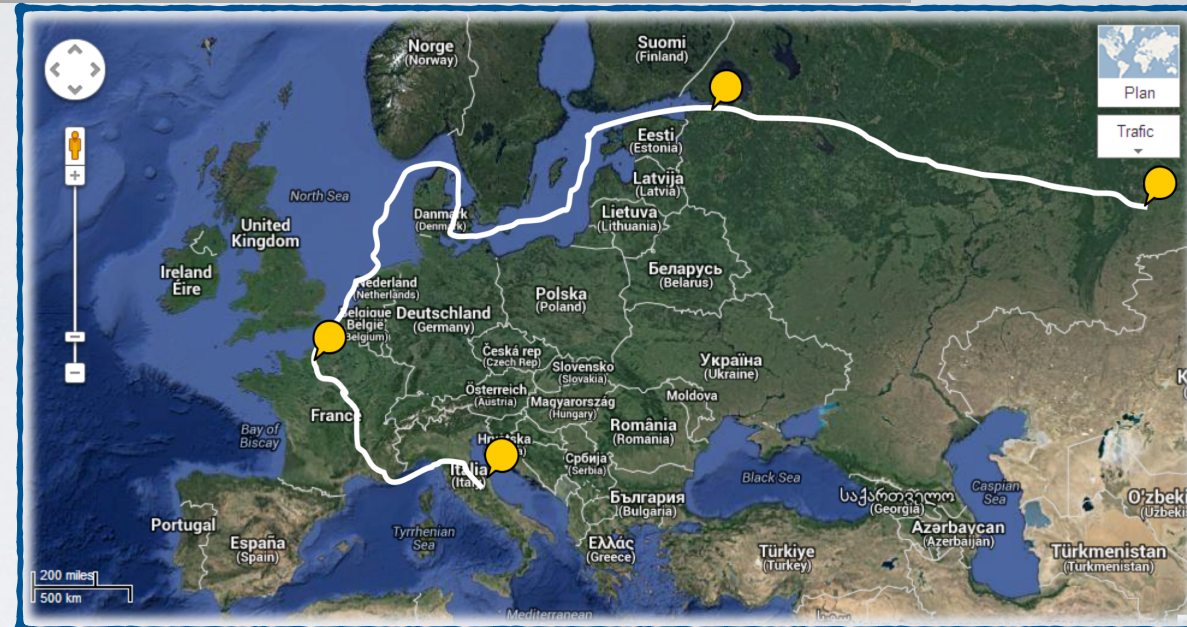 Norge
(Norway)
Suomi
(Finland)
Plan
Trafic
Eesti
(Estonia)
Latvija
(Latvia)
North Sea
Danmark
(Denmark)
Lietuva
(Lithuania)
United
Kingdom
Ireland
Éire
Беларусь
(Belarus)
Nederland
(Netherlands)
Polska
(Poland)
Belgique
België
(Belgium)
Deutschland
(Germany)
Česká rep
(Czech Rep)
Slovensko
(Slovakia)
Україна
(Ukraine)
Österreich
(Austria)
Magyarország
(Hungary)
Moldova
France
Bay of
Biscay
România
(Romania)
Italia
Србија
(Serbia)
Black Sea
Caspian
Sea
България
(Bulgaria)
საქართველო
(Georgia)
Portugal
España
(Spain)
Tyrrhenian
Sea
Ελλάς
(Greece)
Türkiye
(Turkey)
Azərbaycan
(Azerbaijan)
Türkmenistan
(Turkmenistan)
200 miles
500 km
Mediterranean